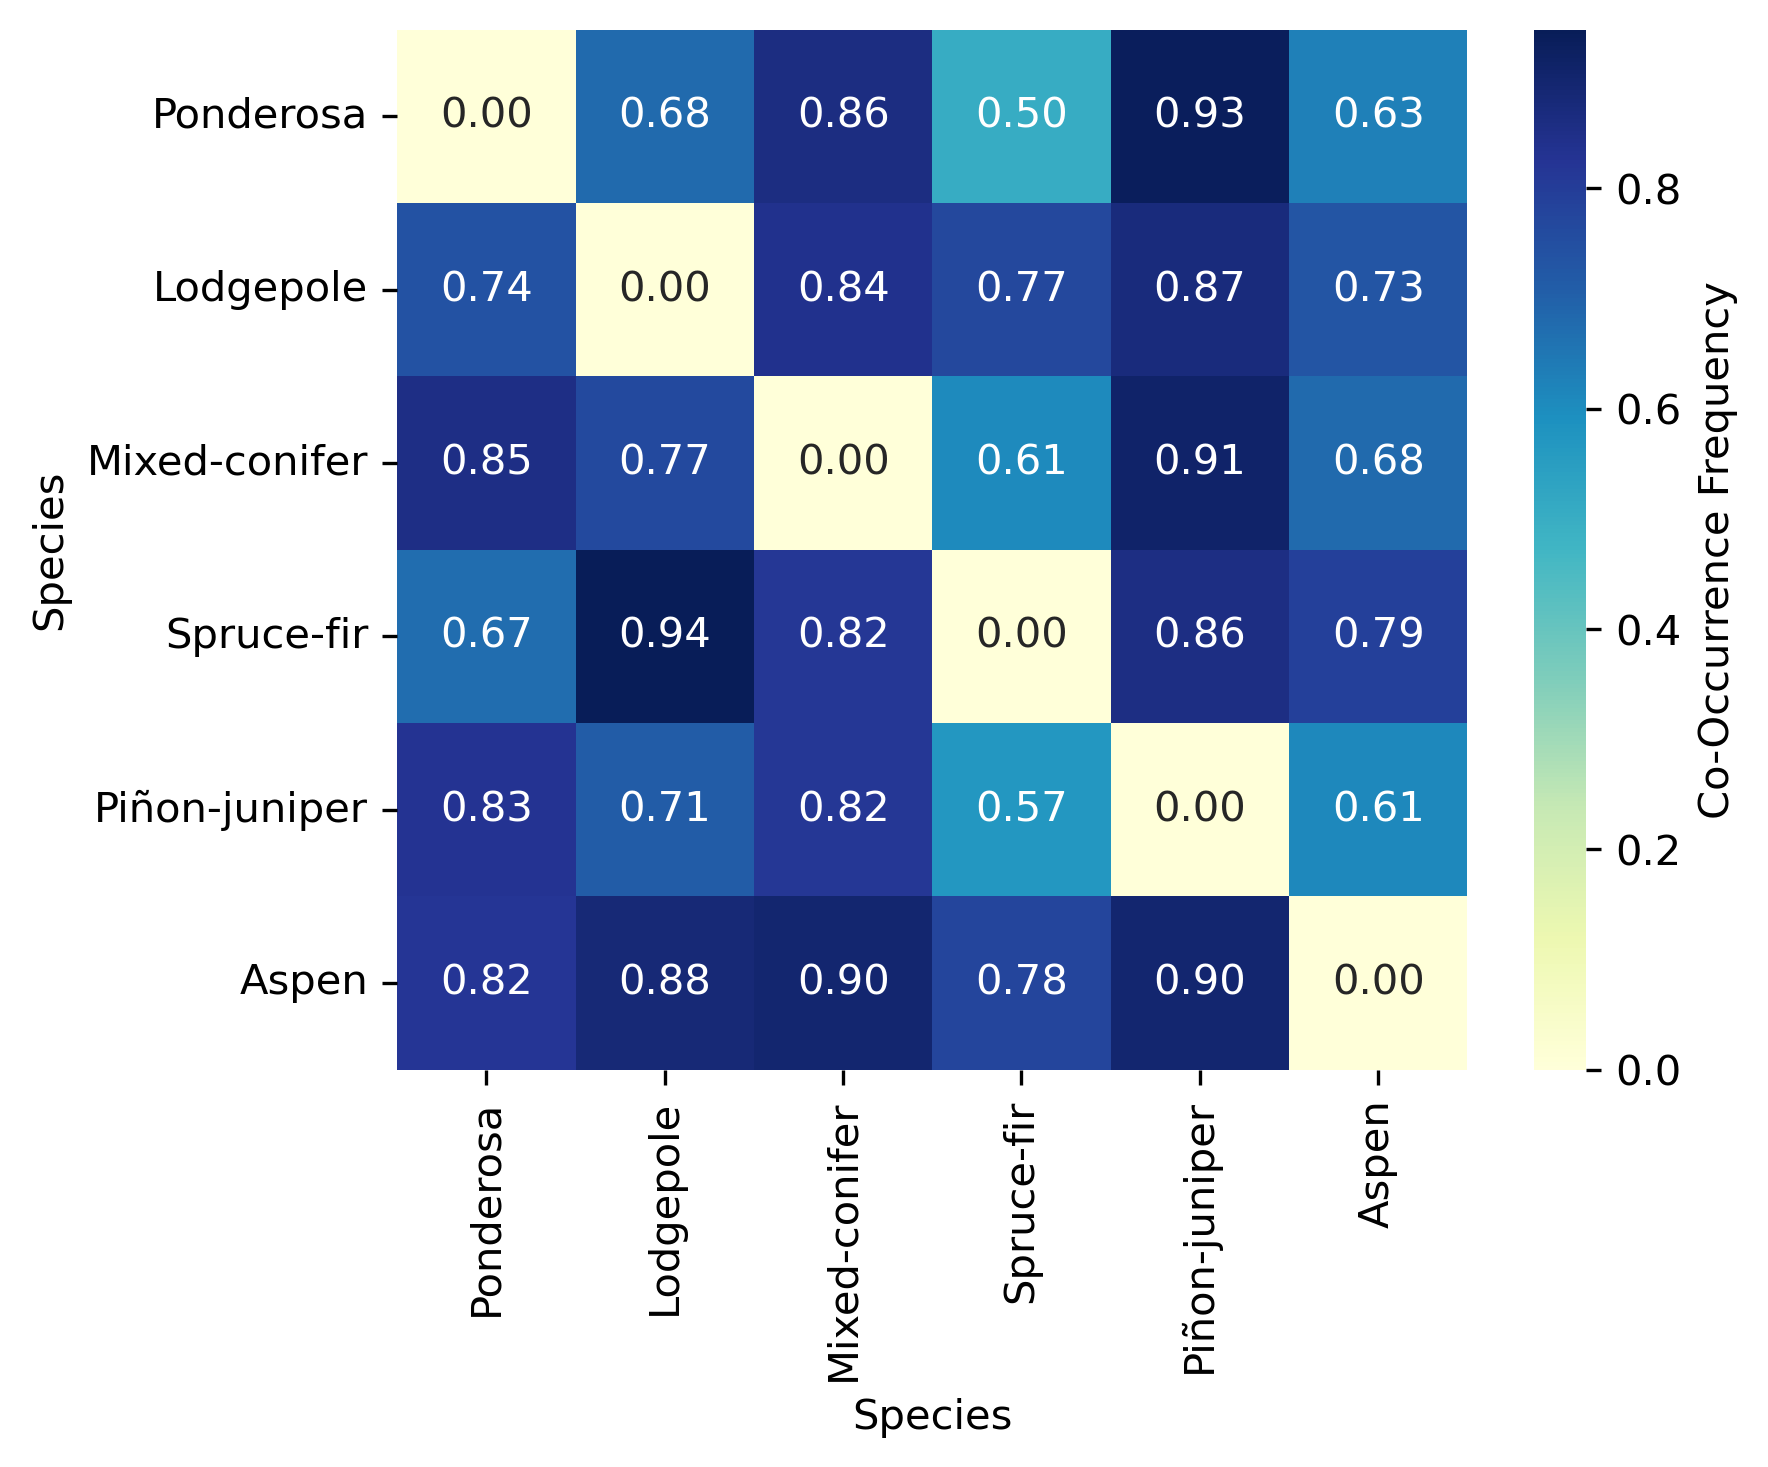 Ponderosa 0.00 0.68 0.86 0.50 0.93 0.63
Lodgepole 0.74 0.00 0.84 0.77 0.87 0.73
Mixed-conifer 0.85 0.77 0.00 0.61 0.91 0.68
Spruce-fir 0.67 0.94 0.82 0.00 0.86 0.79
Piñon-juniper 0.83 0.71 0.82 0.57 0.00 0.61
Aspen 0.82 0.88 0.90 0.78 0.90 0.00
Species
Ponderosa
Lodgepole
Mixed-conifer
Spruce-fir
Piñon-juniper
Aspen
Species
0.8
0.6
0.4
0.2
0.0
Co-Occurrence Frequency